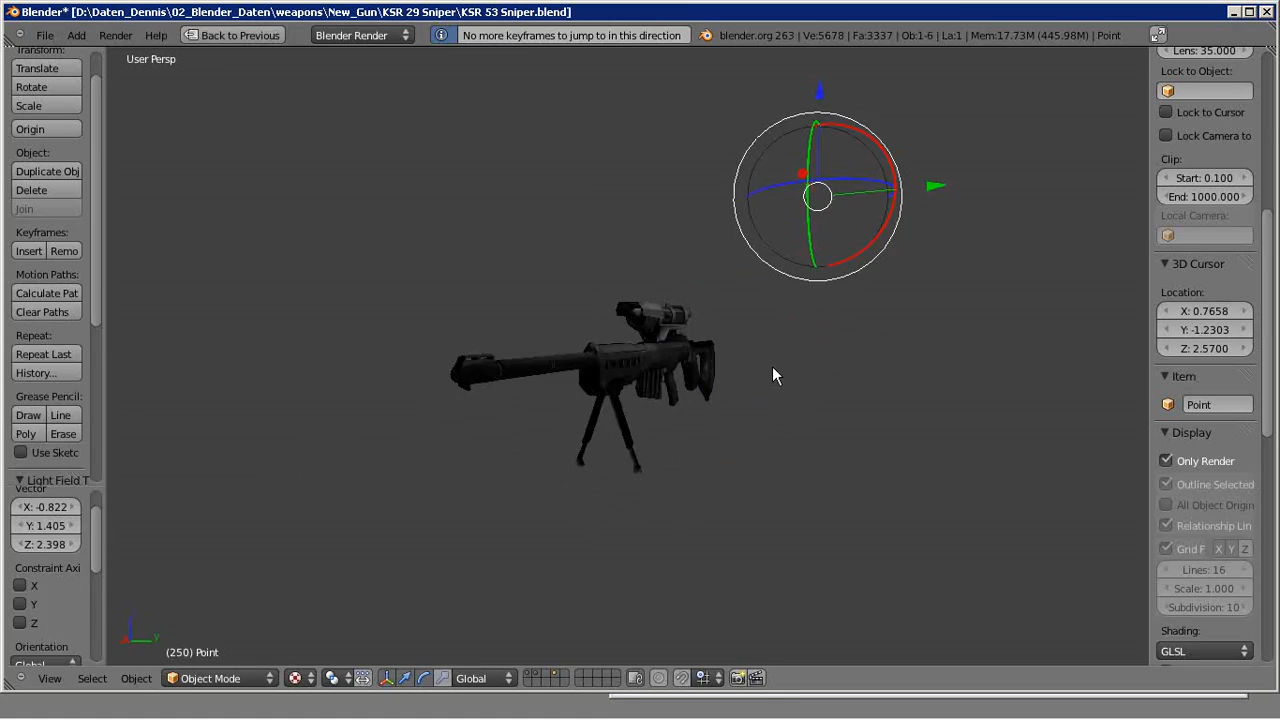 Blender* [D:\Daten_Dennis\02_Blender_Daten\weapons\New_Gun\KSR 29 Sniper\KSR 53 Sniper.blend]
File Add Render Help Back to Previous Blender Render No more keyframes to jump to in this direction blender.org 263 | Ve:5678 | Fa:3337 | Ob:1-6 | La:1 | Mem:17.73M (445.98M) | Point
User Persp
Transform:
Translate
Rotate
Scale
Origin
Object:
Duplicate Obj
Delete
Join
Keyframes:
Insert Remo
Motion Paths:
Calculate Pat
Clear Paths
Repeat:
Repeat Last
History...
Grease Pencil:
Draw Line
Poly Erase
Use Sketc
Light Field T
Vector
X: -0.822
Y: 1.405
Z: 2.398
Constraint Axi
X
Y
Z
Orientation
Global
y
(250) Point
Lens: 35.000
Lock to Object:
Lock to Cursor
Lock Camera to
Clip:
Start: 0.100
End: 1000.000
Local Camera:
3D Cursor
Location:
X: 0.7658
Y: -1.2303
Z: 2.5700
Item
Point
Display
Only Render
Outline Selected
All Object Origin
Relationship Lin
Grid F X Y Z
Lines: 16
Scale: 1.000
Subdivision: 10
Shading:
GLSL
View Select Object Object Mode Global